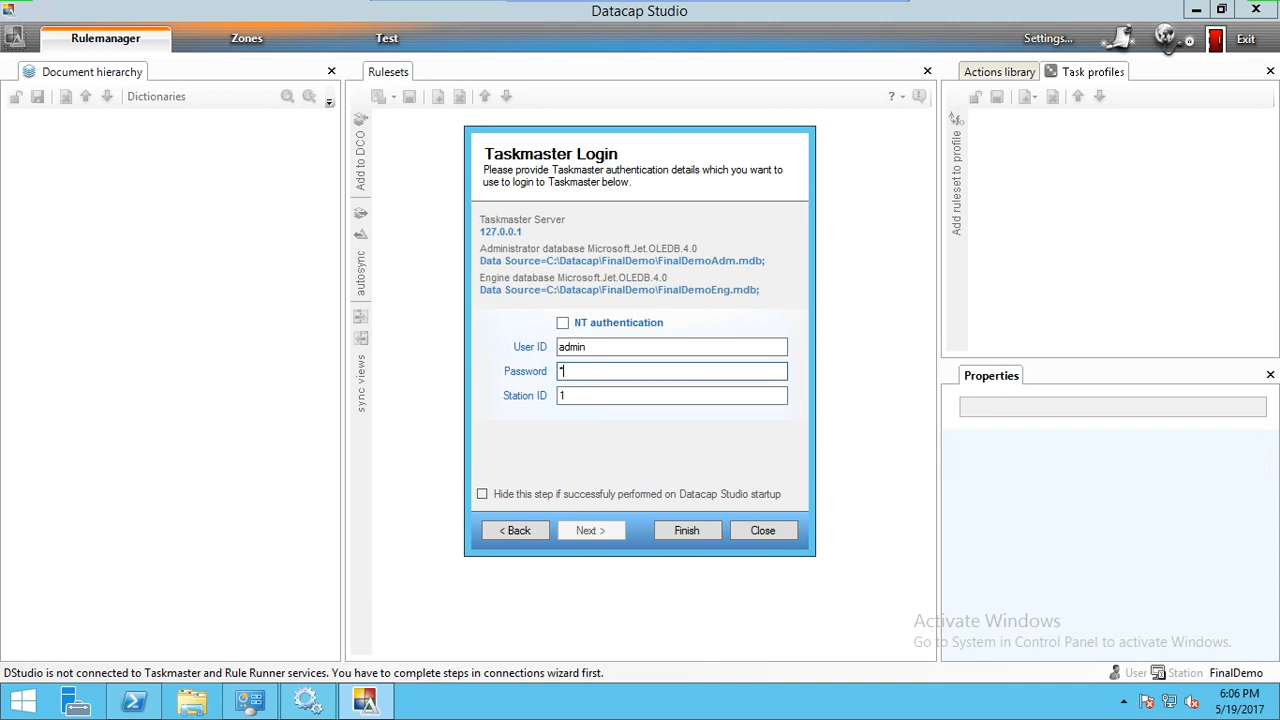 Datacap Studio
Rulemanager
Zones
Test
Settings...
Exit
Document hierarchy
Rulesets
Actions library
Task profiles
Dictionaries
?
Add to DCO
autosync
sync views
Add ruleset to profile
Taskmaster Login
Please provide Taskmaster authentication details which you want
use to login to Taskmaster below.
Taskmaster Server
127.0.0.1
Administrator database Microsoft.Jet.OLEDB.4.0
Data Source=C:\Datacap\FinalDemo\FinalDemoAdm.mdb;
Engine database Microsoft.Jet.OLEDB.4.0
Data Source=C:\Datacap\FinalDemo\FinalDemoEng.mdb;
NT authentication
User ID admin
Password *
Station ID 1
Hide this step if successfuly performed on Datacap Studio startup
< Back
Next >
Finish
Close
Properties
Activate Windows
Go to System in Control Panel to activate Windows.
DStudio is not connected to Taskmaster and Rule Runner services. You have to complete steps in connections wizard first.
User
Station
FinalDemo
6:06 PM
5/19/2017